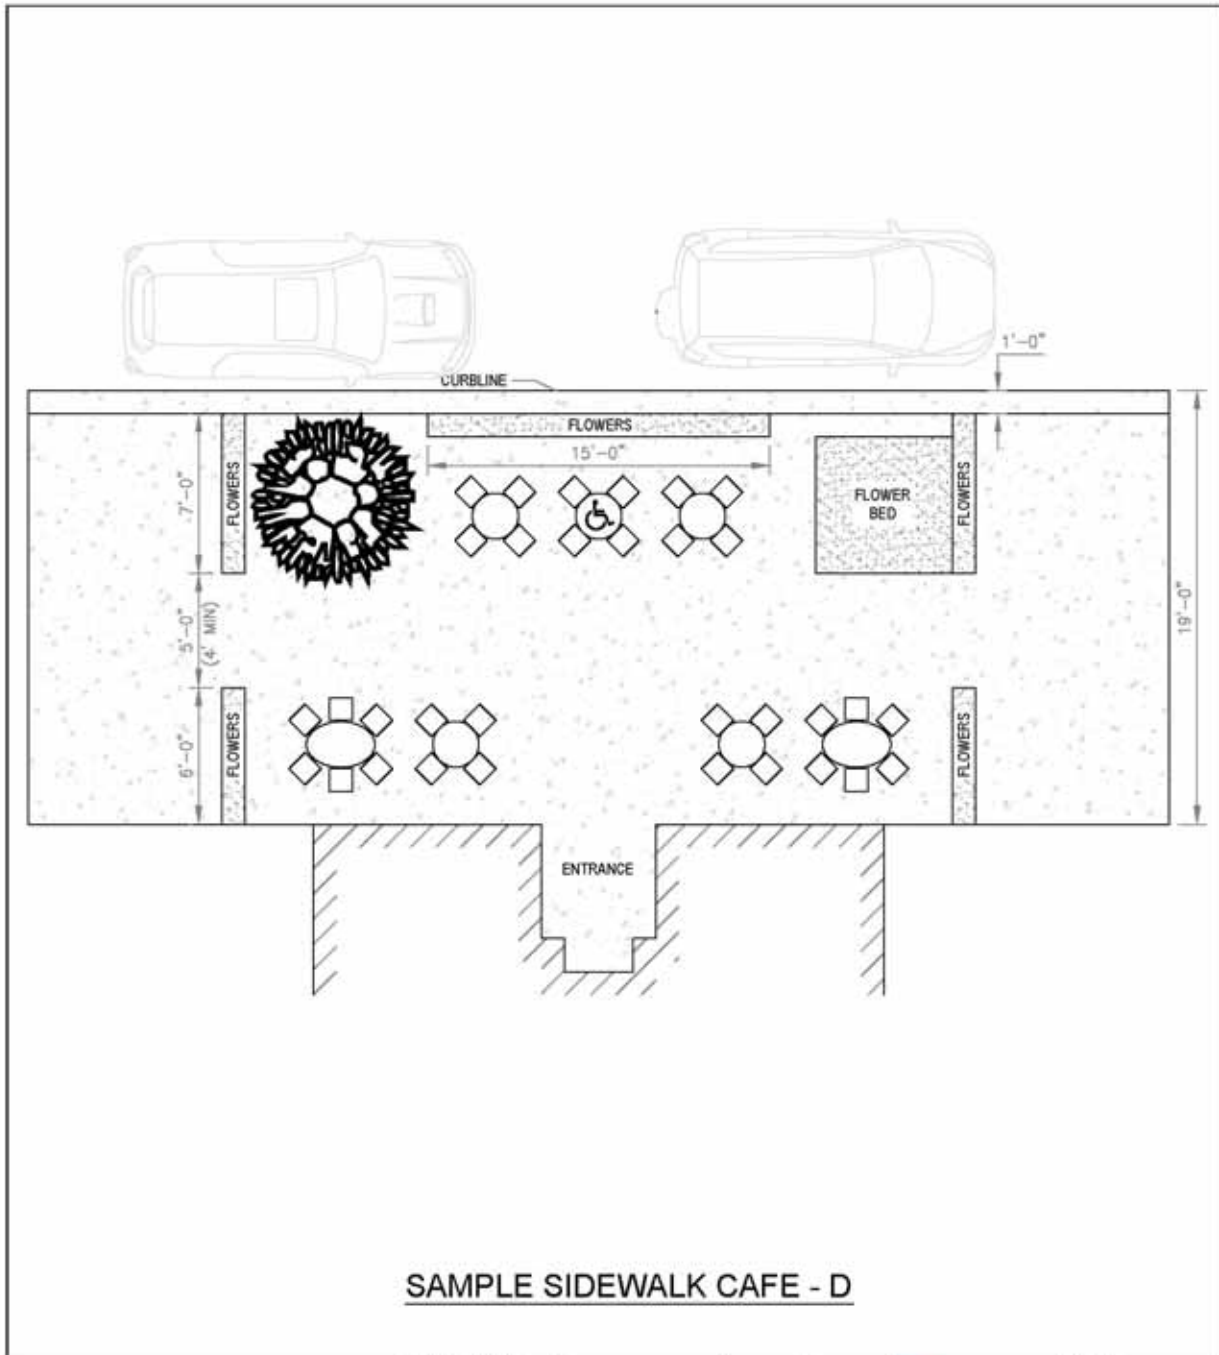 1'-0"
CURBLINE
FLOWERS
15'-0"
7'-0"
FLOWERS
FLOWER
BED
FLOWERS
5'-0"
(4' MIN)
19'-0"
6'-0"
FLOWERS
FLOWERS
ENTRANCE
SAMPLE SIDEWALK CAFE - D